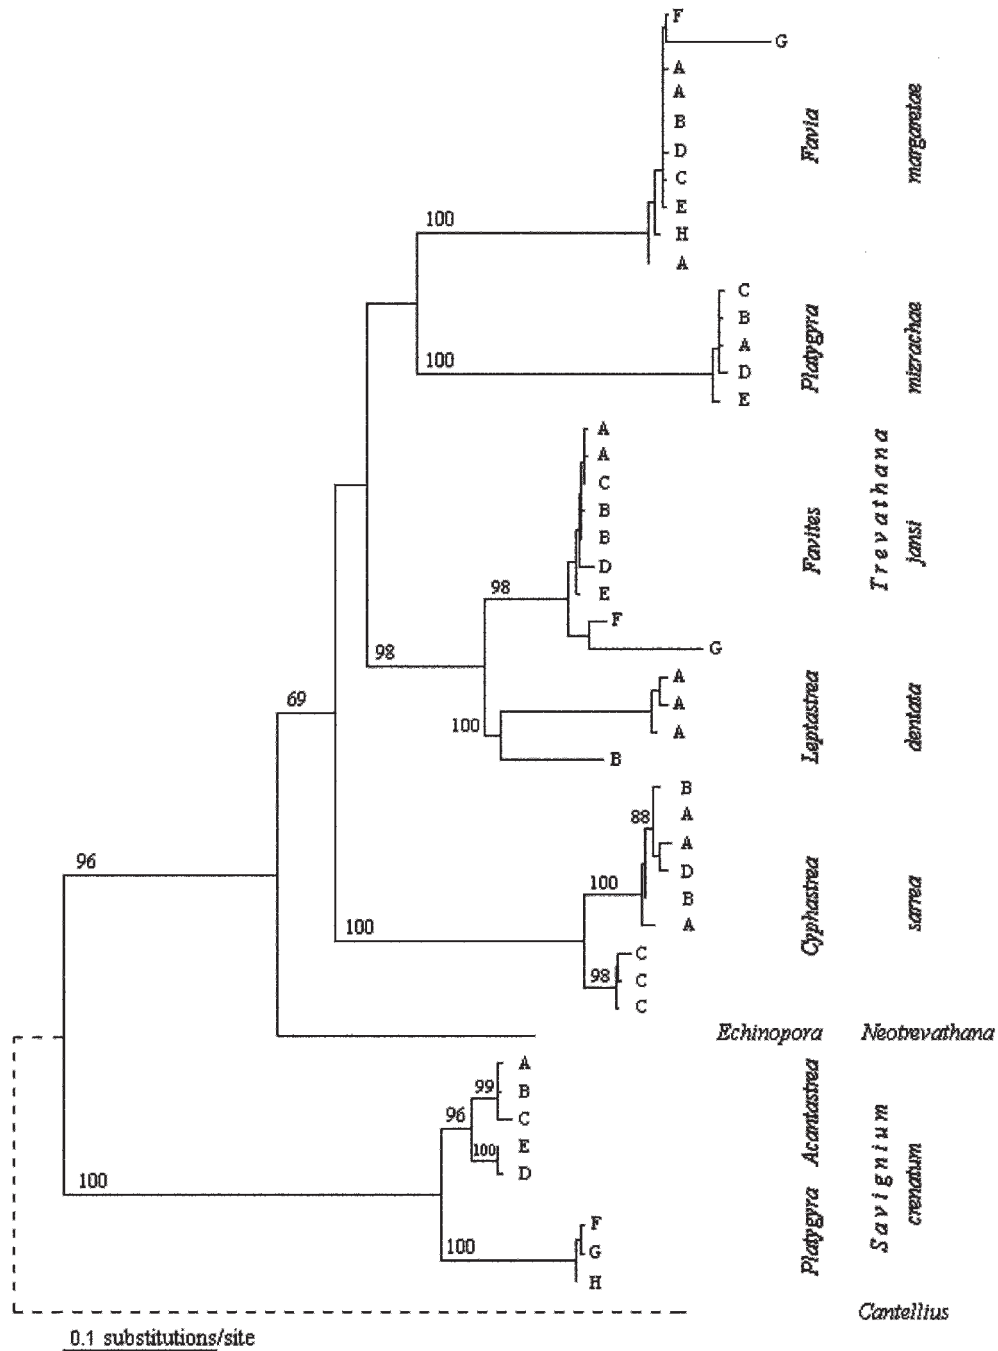 F
G
A
A
B
D
C
E
H
A
100
Favia
margaretae
C
B
A
D
E
100
Platygyra
mizrachae
A
A
C
B
B
D
E
F
G
98
Favites
Trevathana
jansi
98
A
A
A
B
100
Leptastrea
dentata
69
B
A
A
D
B
A
88
100
C
C
C
98
100
Cyphastrea
sarrea
96
Echinopora Neotrevathana
A
B
C
E
D
99
96
100
Acantastrea
100
F
G
H
100
Platygyra
Savignium
crenatum
Cantellius
0.1 substitutions/site